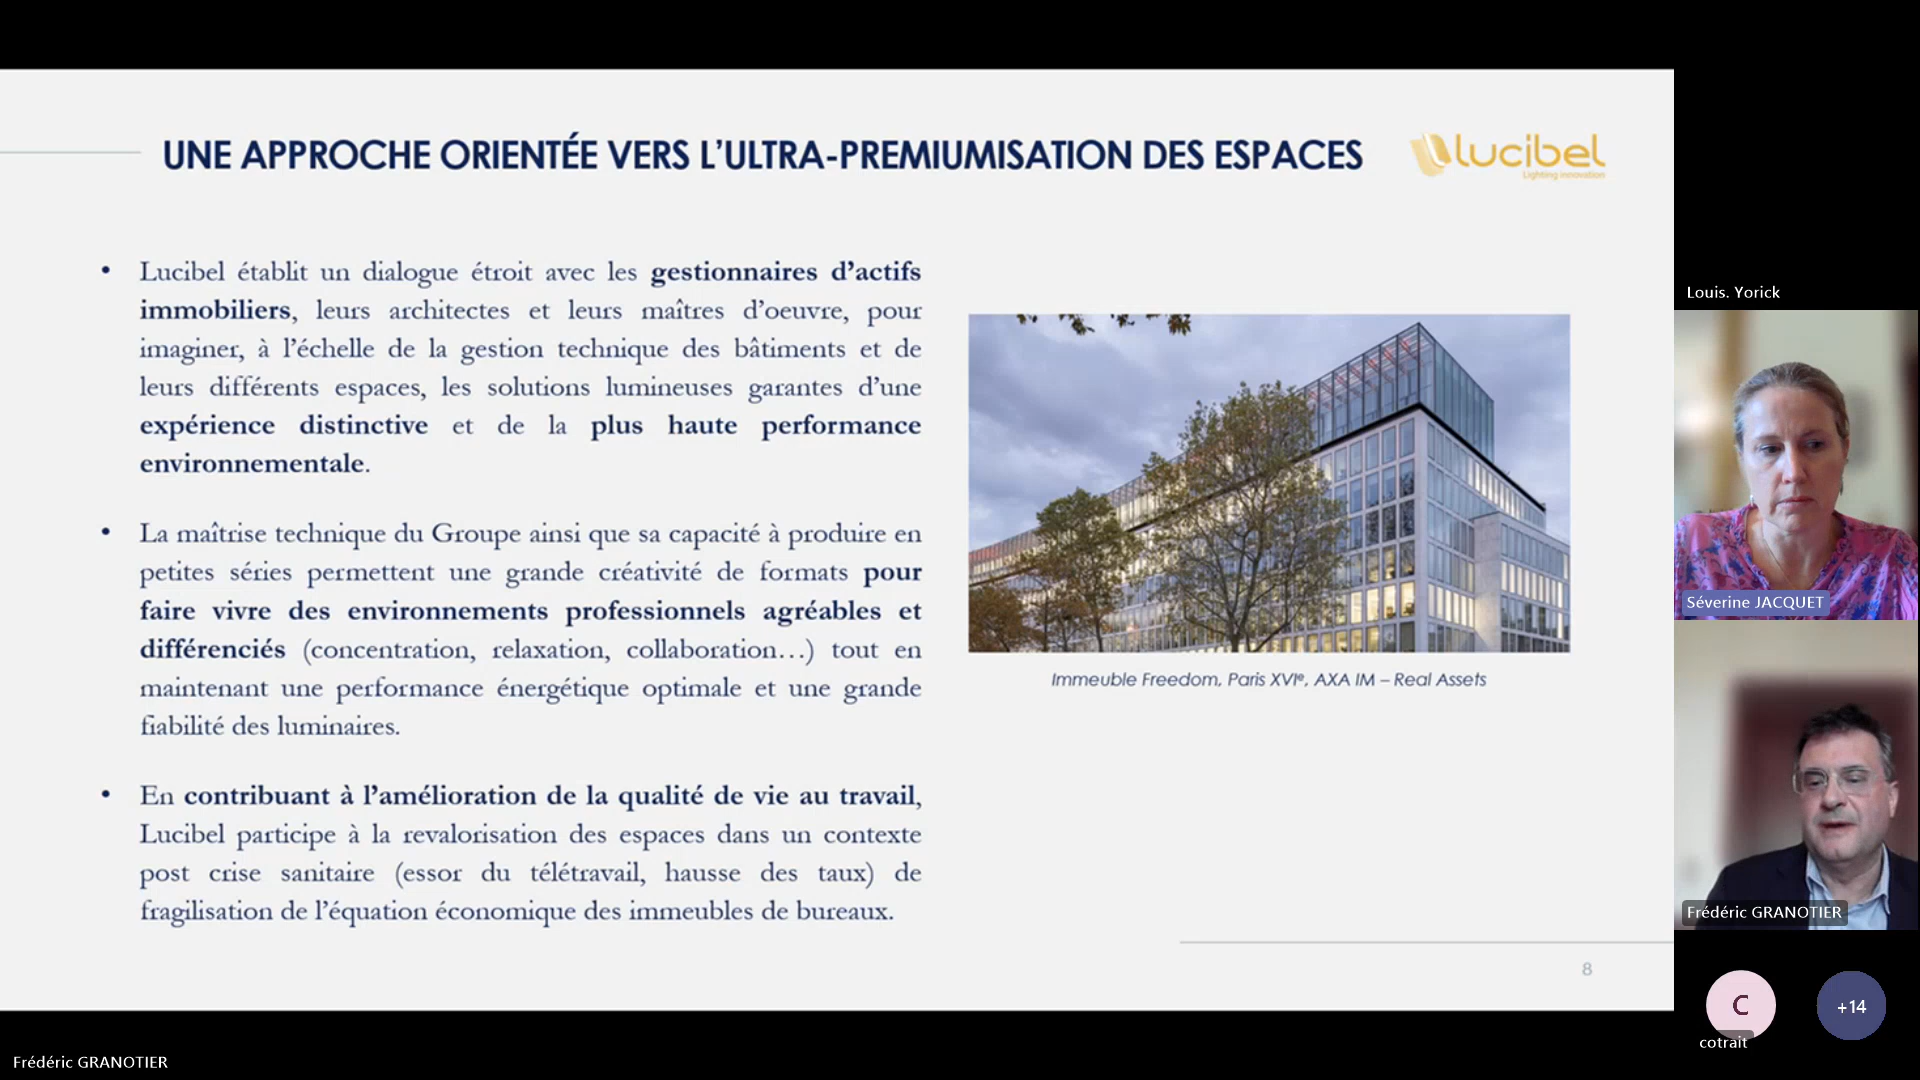 UNE APPROCHE ORIENTÉE VERS L’ULTRA-PREMIUMISATION DES ESPACES
lucibel
Lighting innovation
• Lucibel établit un dialogue étroit avec les gestionnaires d’actifs
immobiliers, leurs architectes et leurs maîtres d’oeuvre, pour
imaginer, à l’échelle de la gestion technique des bâtiments et de
leurs différents espaces, les solutions lumineuses garantes d’une
expérience distinctive et de la plus haute performance
environnementale.
• La maîtrise technique du Groupe ainsi que sa capacité à produire en
petites séries permettent une grande créativité de formats pour
faire vivre des environnements professionnels agréables et
différenciés (concentration, relaxation, collaboration…) tout en
maintenant une performance énergétique optimale et une grande
fiabilité des luminaires.
• En contribuant à l’amélioration de la qualité de vie au travail,
Lucibel participe à la revalorisation des espaces dans un contexte
post crise sanitaire (essor du télétravail, hausse des taux) de
fragilisation de l’équation économique des immeubles de bureaux.
Immeuble Freedom, Paris XVIᵉ, AXA IM – Real Assets
8
Louis. Yorick
Séverine JACQUET
Frédéric GRANOTIER
C
+14
cotrait
Frédéric GRANOTIER